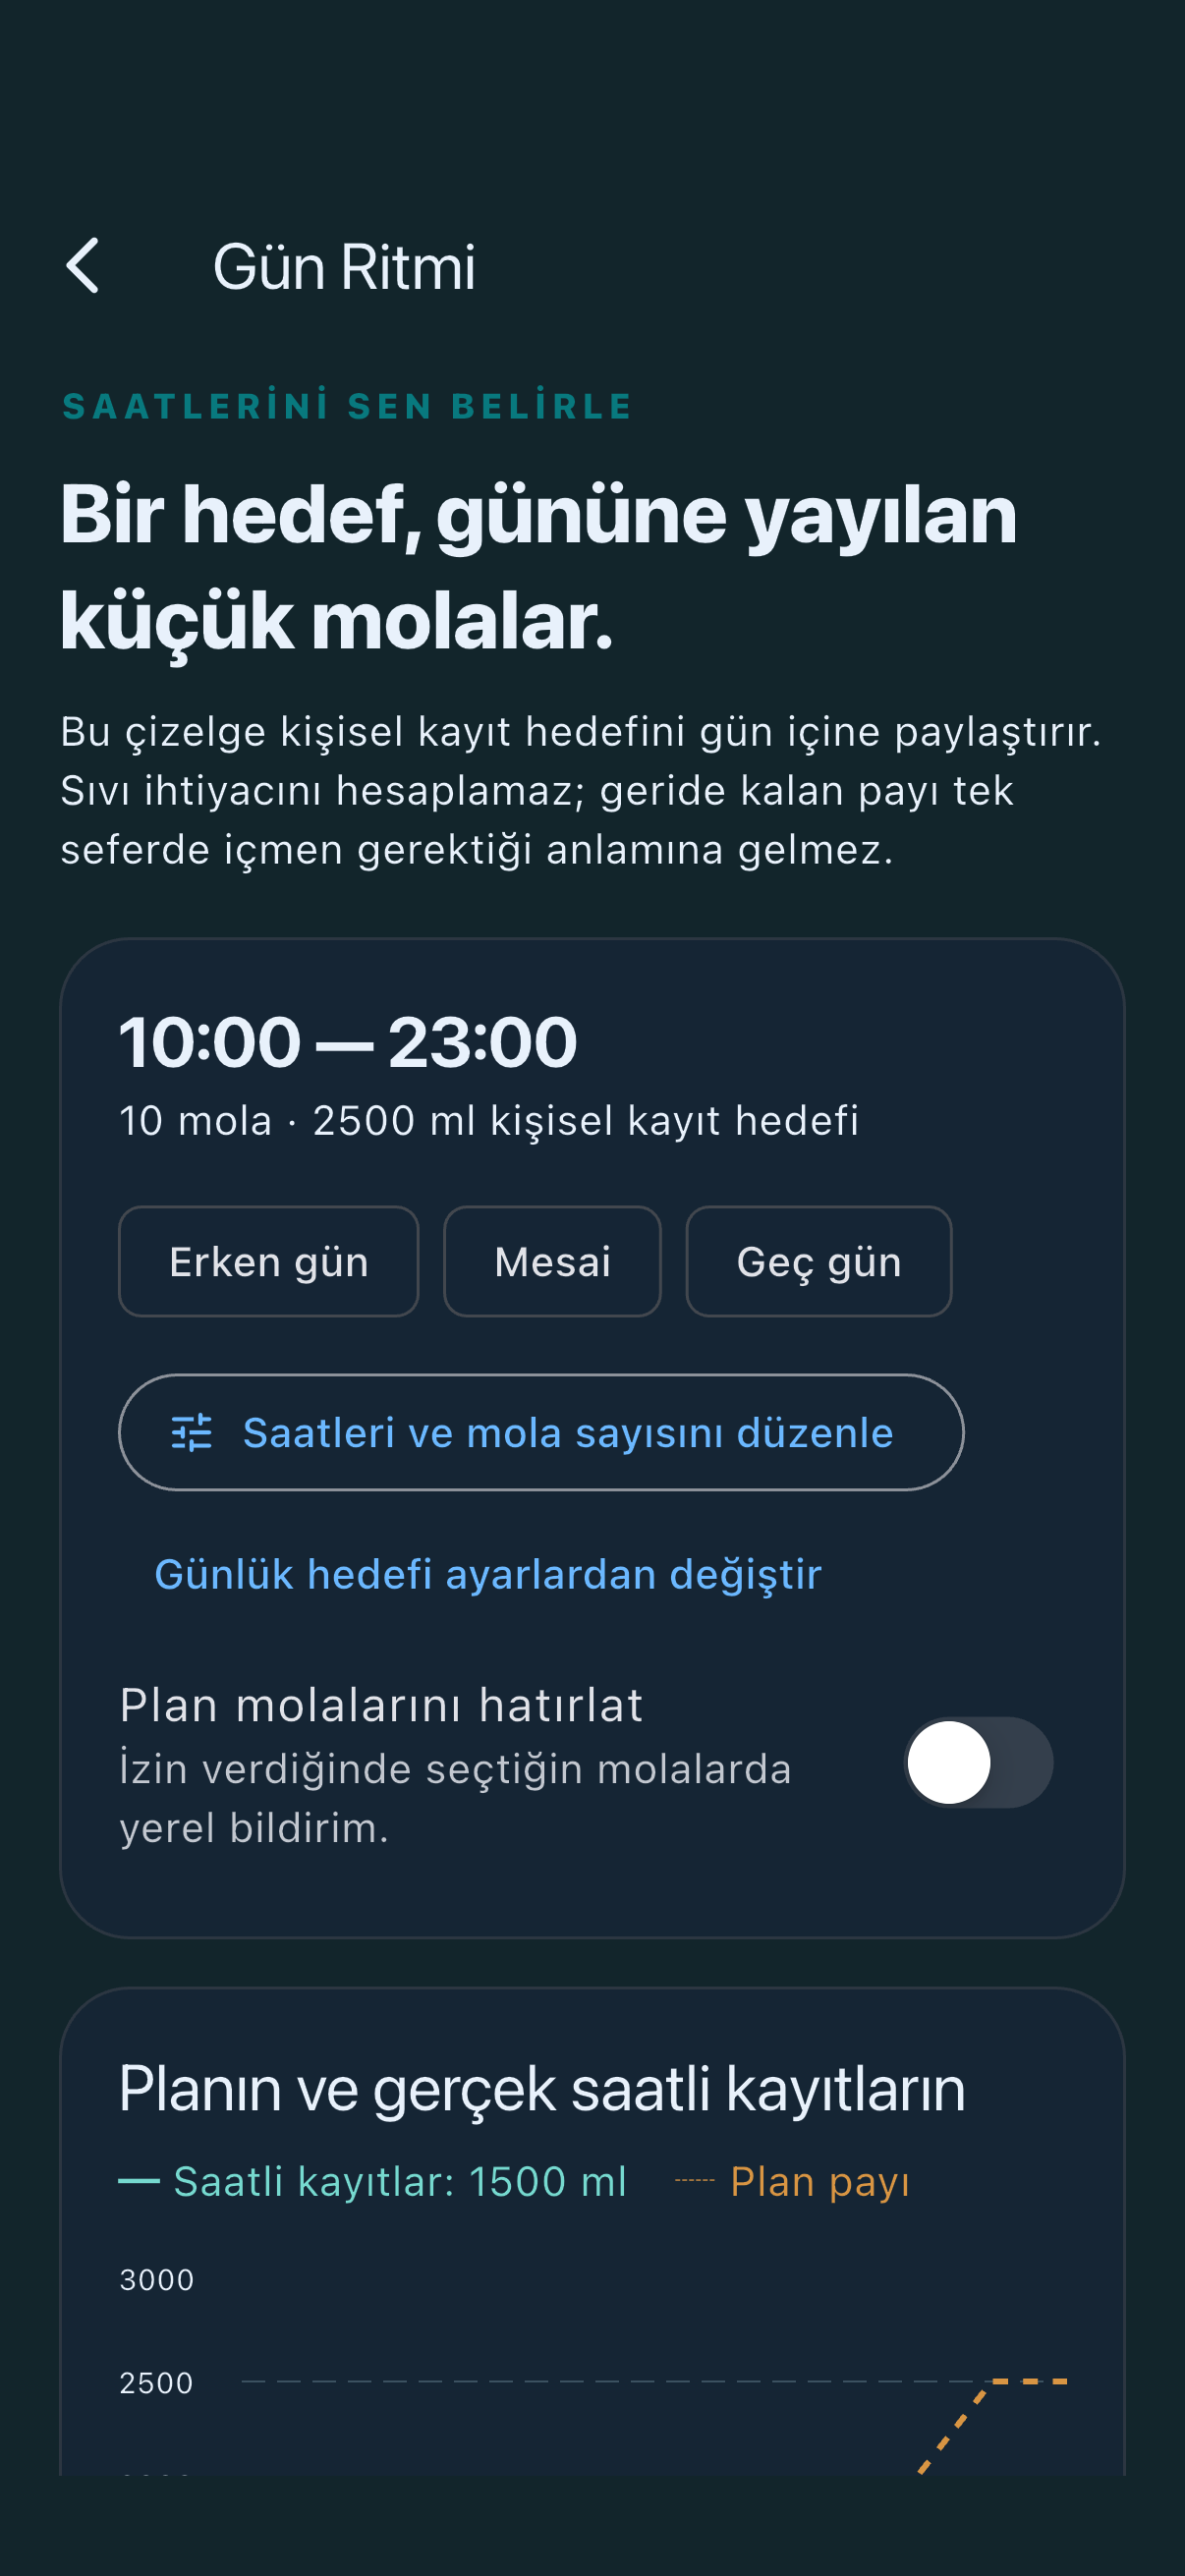 Gün Ritmi
SAATLERİNİ SEN BELİRLE
Bir hedef, gününe yayılan
küçük molalar.
Bu çizelge kişisel kayıt hedefini gün içine paylaştırır.
Sıvı ihtiyacını hesaplamaz; geride kalan payı tek
seferde içmen gerektiği anlamına gelmez.
10:00 — 23:00
10 mola · 2500 ml kişisel kayıt hedefi
Erken gün Mesai Geç gün
Saatleri ve mola sayısını düzenle
Günlük hedefi ayarlardan değiştir
Plan molalarını hatırlat
İzin verdiğinde seçtiğin molalarda
yerel bildirim.
Planın ve gerçek saatli kayıtların
Saatli kayıtlar: 1500 ml Plan payı
3000
2500